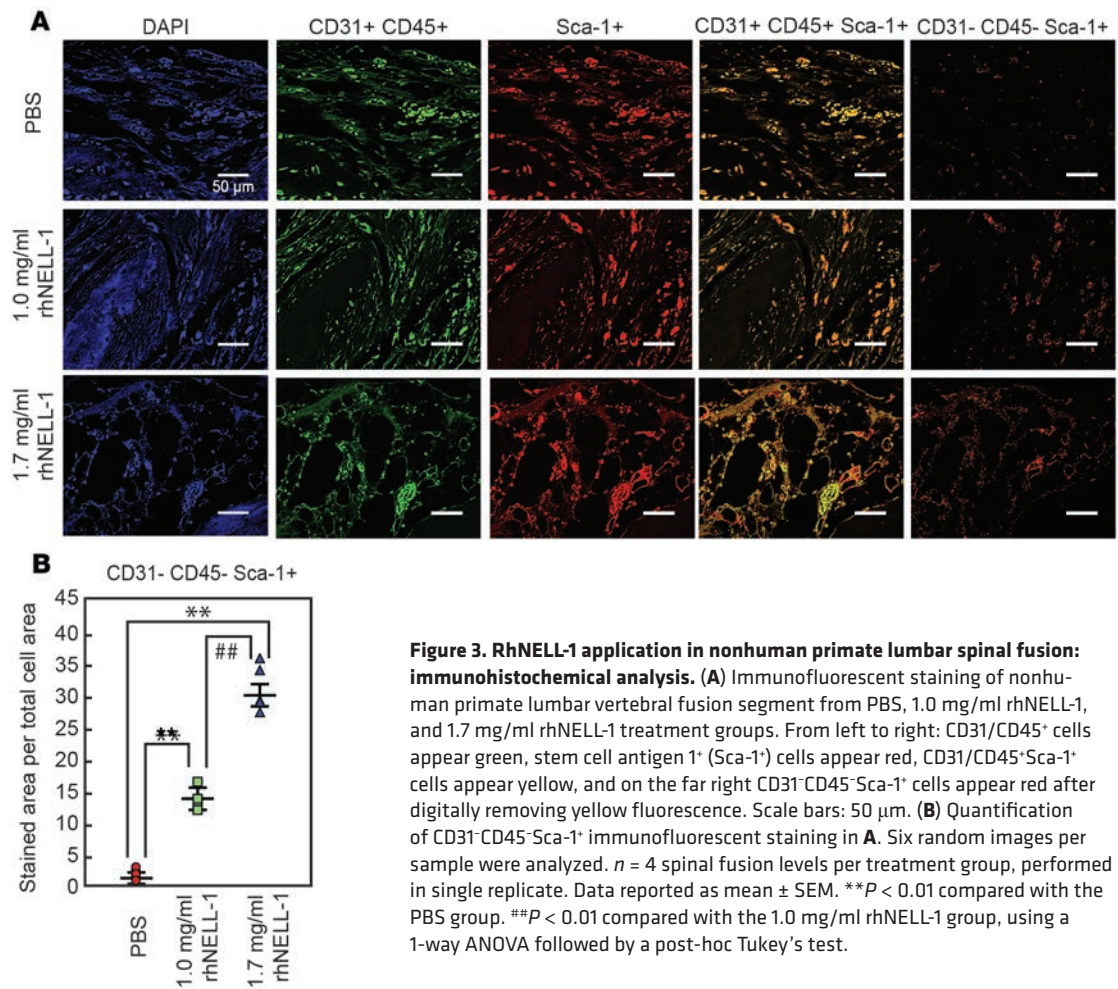 A
DAPI
CD31+ CD45+
Sca-1+
CD31+ CD45+ Sca-1+
CD31- CD45- Sca-1+
PBS
50 µm
1.0 mg/ml
rhNELL-1
1.7 mg/ml
rhNELL-1
B
CD31- CD45- Sca-1+
Stained area per total cell area
45
40
35
30
25
20
15
10
5
0
**
##
**
PBS
1.0 mg/ml
rhNELL-1
1.7 mg/ml
rhNELL-1
Figure 3. RhNELL-1 application in nonhuman primate lumbar spinal fusion:
immunohistochemical analysis. (A) Immunofluorescent staining of nonhu-
man primate lumbar vertebral fusion segment from PBS, 1.0 mg/ml rhNELL-1,
and 1.7 mg/ml rhNELL-1 treatment groups. From left to right: CD31/CD45⁺ cells
appear green, stem cell antigen 1⁺ (Sca-1⁺) cells appear red, CD31/CD45⁺Sca-1⁺
cells appear yellow, and on the far right CD31⁻CD45⁻Sca-1⁺ cells appear red after
digitally removing yellow fluorescence. Scale bars: 50 µm. (B) Quantification
of CD31⁻CD45⁻Sca-1⁺ immunofluorescent staining in A. Six random images per
sample were analyzed. n = 4 spinal fusion levels per treatment group, performed
in single replicate. Data reported as mean ± SEM. **P < 0.01 compared with the
PBS group. ##P < 0.01 compared with the 1.0 mg/ml rhNELL-1 group, using a
1-way ANOVA followed by a post-hoc Tukey's test.